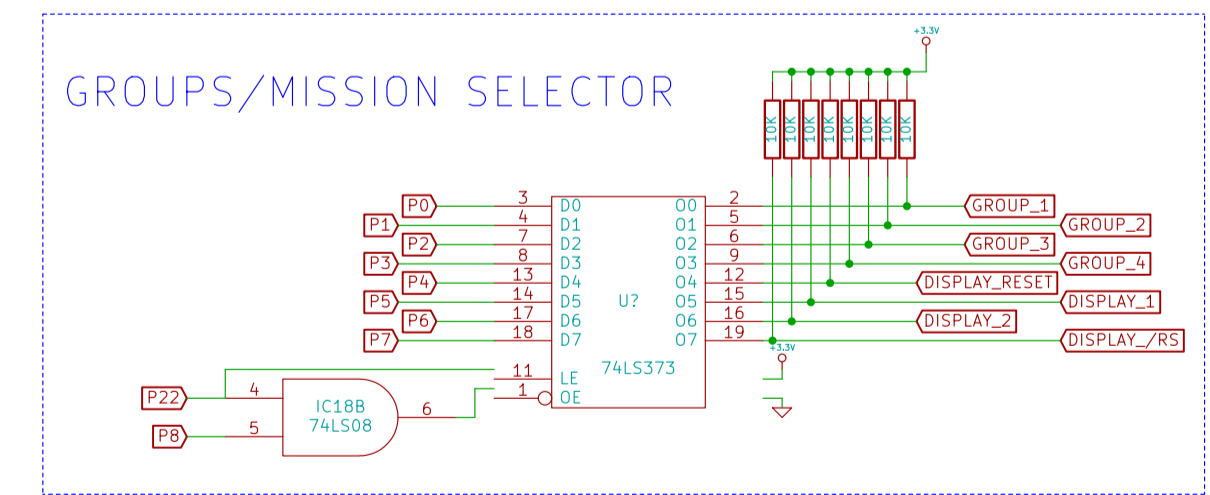 +3.3V
GROUPS/MISSION SELECTOR
10K 10K 10K 10K 10K 10K 10K 10K
P0 3 D0 O0 2 GROUP_1
P1 4 D1 O1 5 GROUP_2
P2 7 D2 O2 6 GROUP_3
P3 8 D3 O3 9 GROUP_4
P4 13 D4 O4 12 DISPLAY_RESET
P5 14 D5 U? O5 15 DISPLAY_1
P6 17 D6 O6 16 DISPLAY_2
P7 18 D7 O7 19 DISPLAY_/RS
+3.3V
74LS373
11 LE
1 OE
P22 4
IC18B
74LS08
6
P8 5